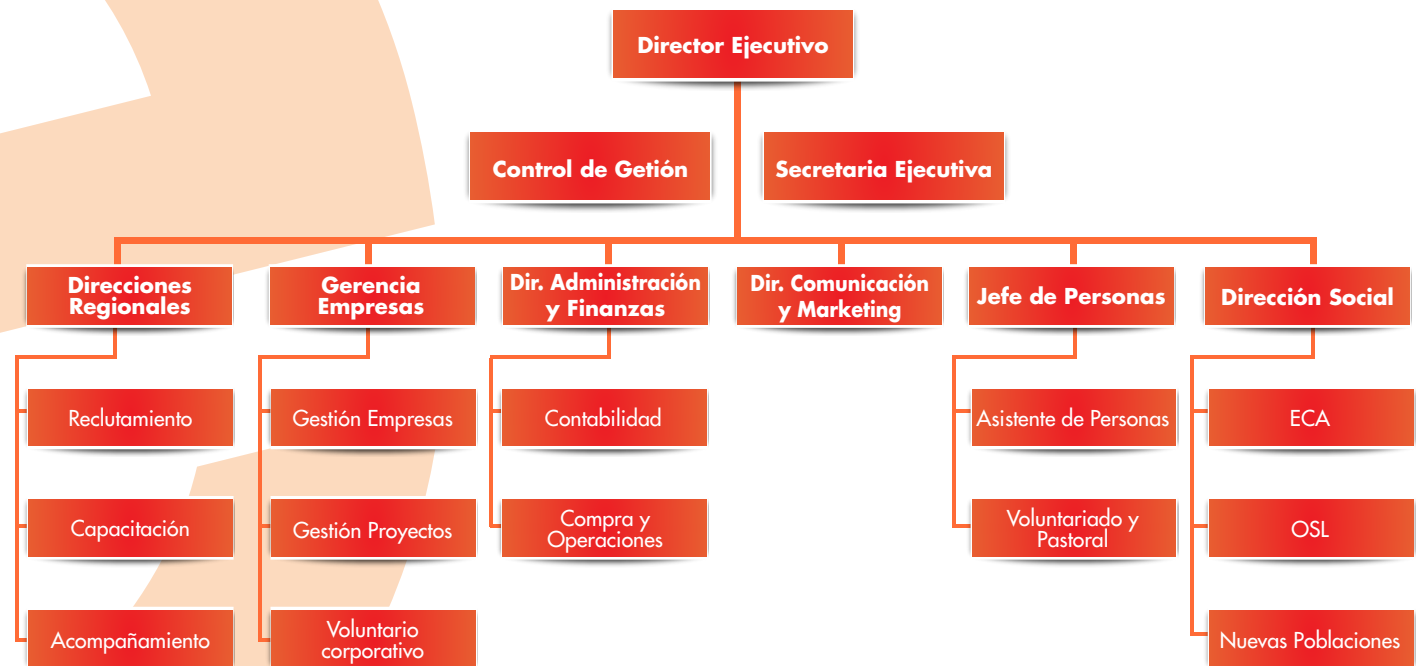 Director Ejecutivo
Control de Getión
Secretaria Ejecutiva
Direcciones
Regionales
Gerencia
Empresas
Dir. Administración
y Finanzas
Dir. Comunicación
y Marketing
Jefe de Personas
Dirección Social
Reclutamiento
Gestión Empresas
Contabilidad
Asistente de Personas
ECA
Capacitación
Gestión Proyectos
Compra y
Operaciones
Voluntariado y
Pastoral
OSL
Acompañamiento
Voluntario
corporativo
Nuevas Poblaciones